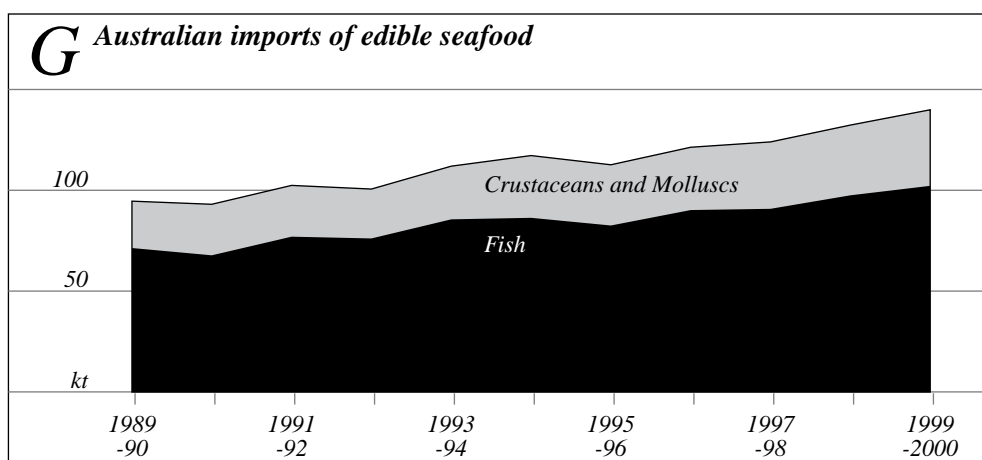 G Australian imports of edible seafood
100
Crustaceans and Molluscs
Fish
50
kt
1989 1991 1993 1995 1997 1999
-90 -92 -94 -96 -98 -2000